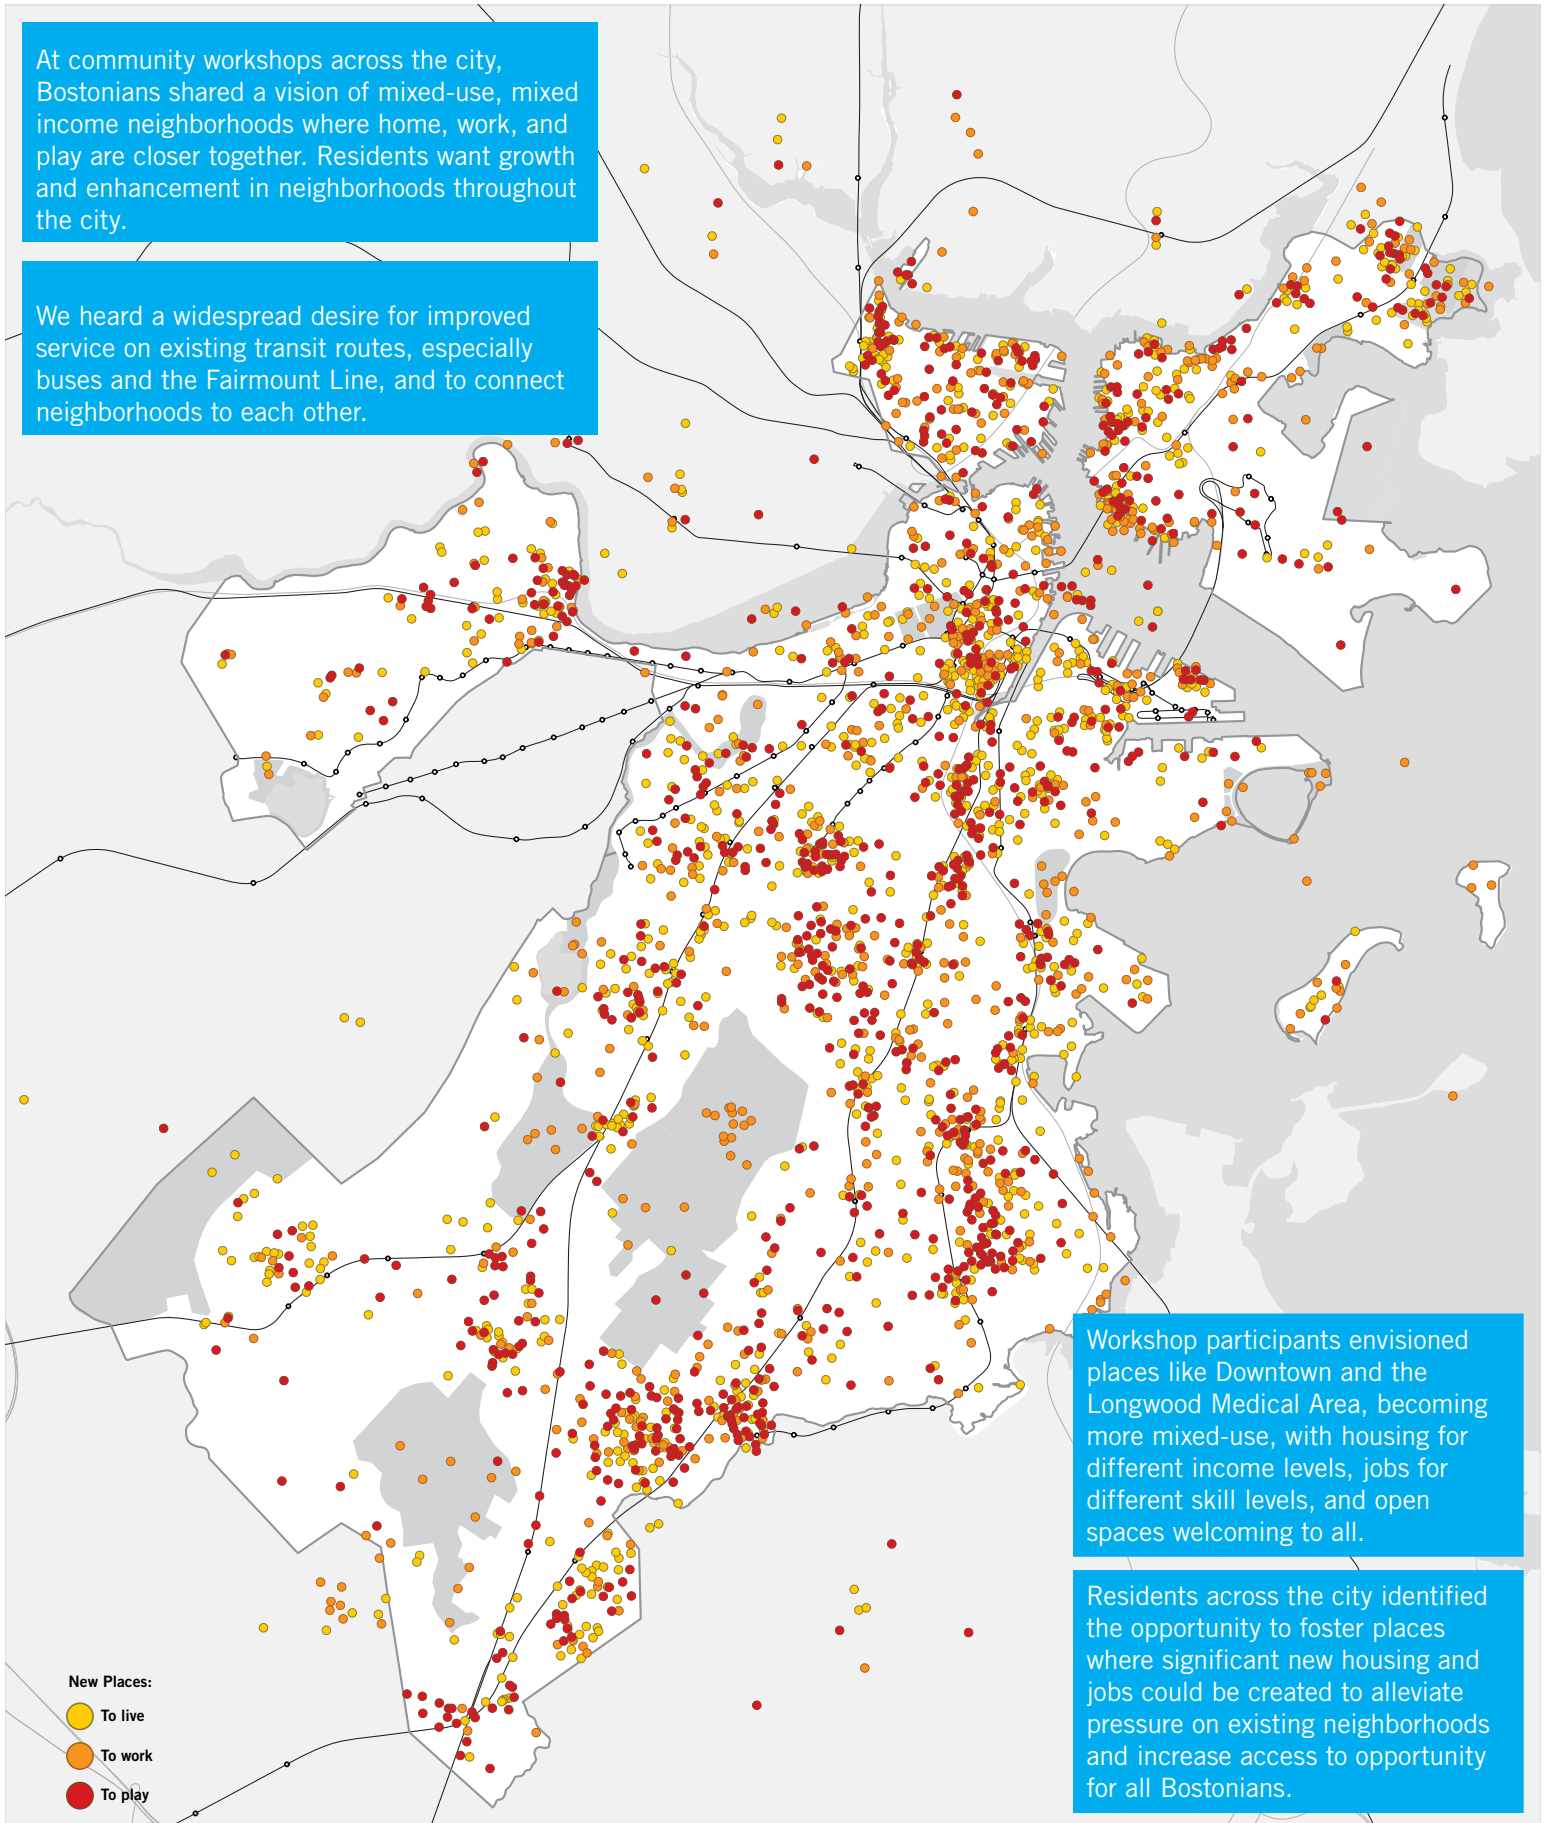 At community workshops across the city,
Bostonians shared a vision of mixed-use, mixed
income neighborhoods where home, work, and
play are closer together. Residents want growth
and enhancement in neighborhoods throughout
the city.
We heard a widespread desire for improved
service on existing transit routes, especially
buses and the Fairmount Line, and to connect
neighborhoods to each other.
Workshop participants envisioned
places like Downtown and the
Longwood Medical Area, becoming
more mixed-use, with housing for
different income levels, jobs for
different skill levels, and open
spaces welcoming to all.
Residents across the city identified
the opportunity to foster places
where significant new housing and
jobs could be created to alleviate
pressure on existing neighborhoods
and increase access to opportunity
for all Bostonians.
New Places:
To live
To work
To play